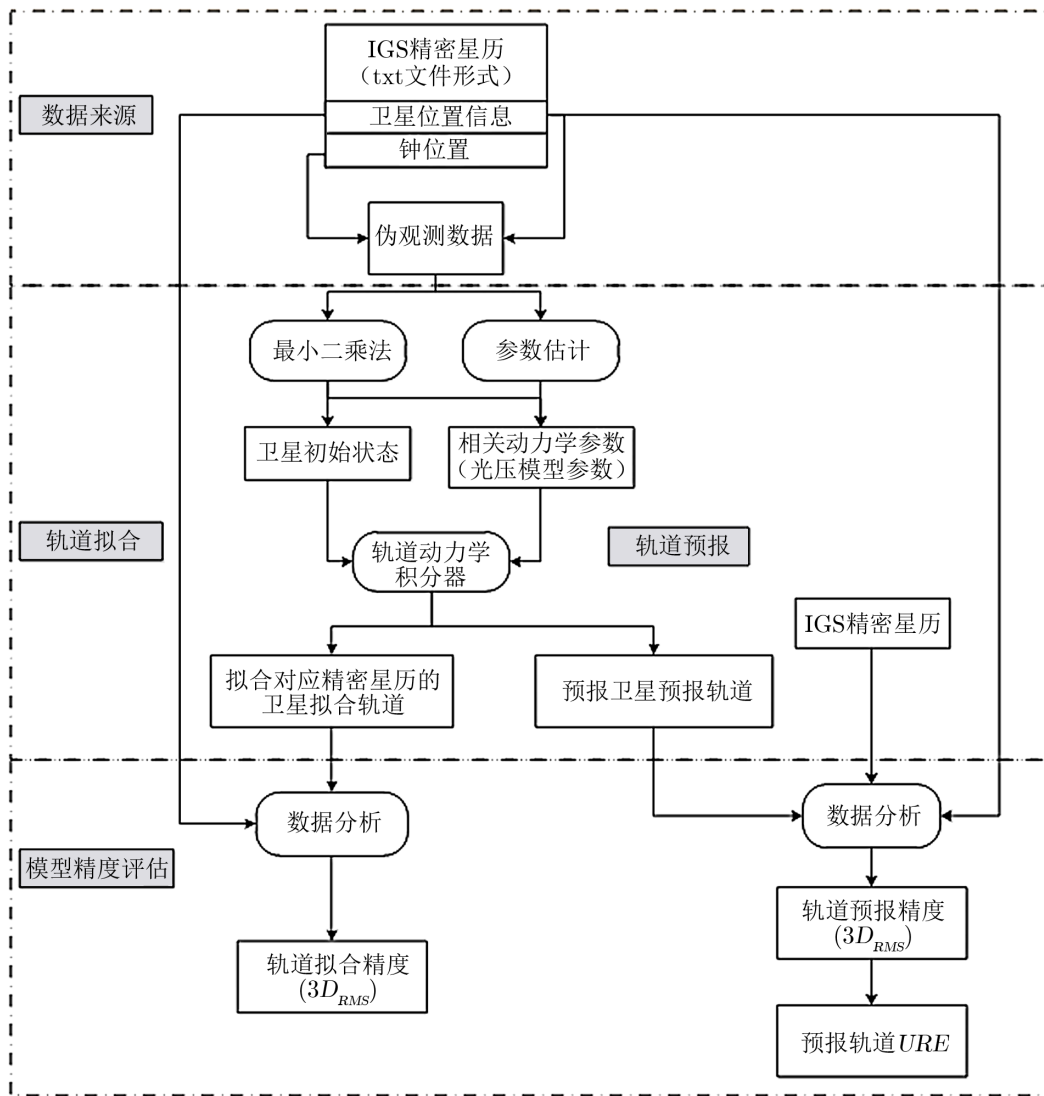 IGS精密星历
（txt文件形式）
数据来源
卫星位置信息
钟位置
伪观测数据
最小二乘法
参数估计
卫星初始状态
相关动力学参数
（光压模型参数）
轨道拟合
轨道动力学
积分器
轨道预报
IGS精密星历
拟合对应精密星历的
卫星拟合轨道
预报卫星预报轨道
数据分析
数据分析
模型精度评估
轨道拟合精度
(3D_RMS)
轨道预报精度
(3D_RMS)
预报轨道URE